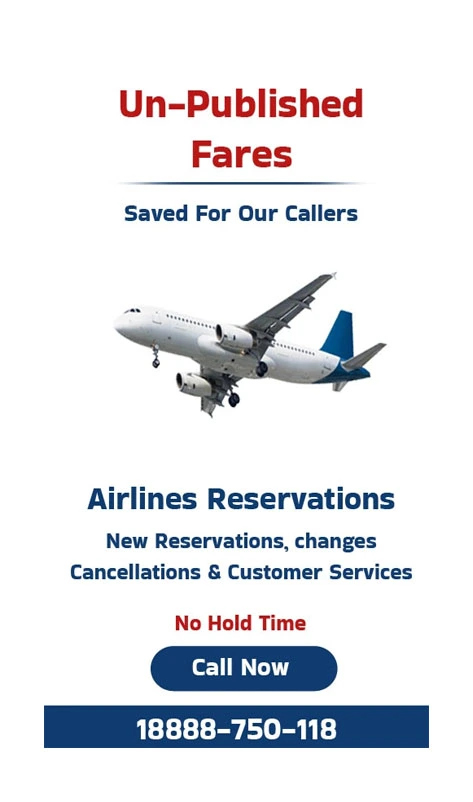 Un-Published
Fares
Saved For Our Callers
Airlines Reservations
New Reservations, changes
Cancellations & Customer Services
No Hold Time
Call Now
18888-750-118